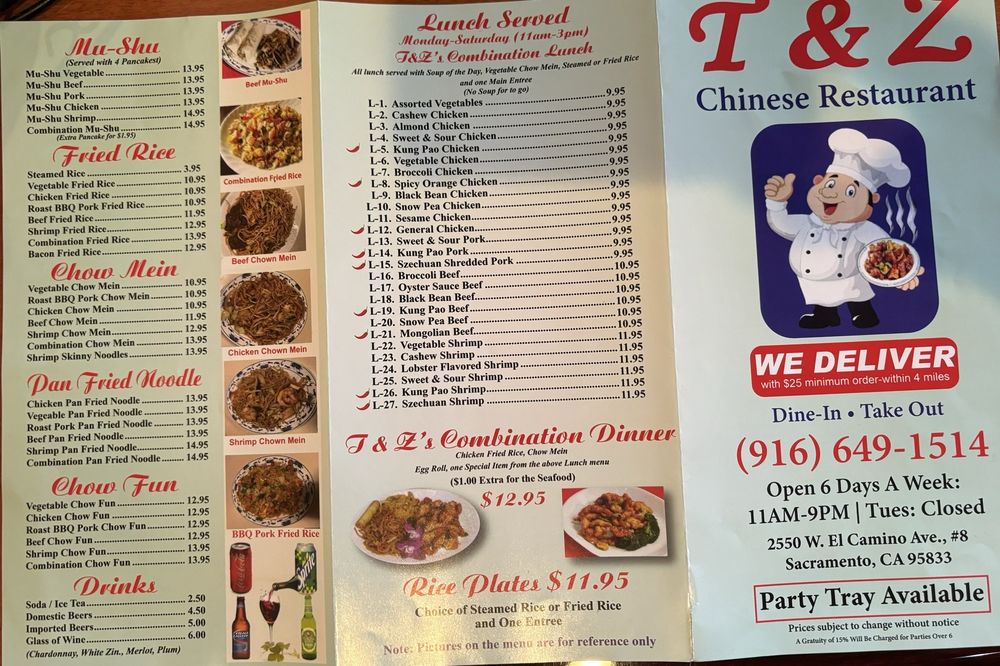 Mu-Shu
(Served with 4 Pancakest)
Mu-Shu Vegetable 13.95
Mu-Shu Beef 13.95
Mu-Shu Pork 13.95
Mu-Shu Chicken 13.95
Mu-Shu Shrimp 14.95
Combination Mu-Shu 14.95
(Extra Pancake for $1.95)
Fried Rice
Steamed Rice 3.95
Vegetable Fried Rice 10.95
Chicken Fried Rice 10.95
Roast BBQ Pork Fried Rice 10.95
Beef Fried Rice 11.95
Shrimp Fried Rice 12.95
Combination Fried Rice 13.95
Bacon Fried Rice 12.95
Chow Mein
Vegetable Chow Mein 10.95
Roast BBQ Pork Chow Mein 10.95
Chicken Chow Mein 10.95
Beef Chow Mein 11.95
Shrimp Chow Mein 12.95
Combination Chow Mein 12.95
Shrimp Skinny Noodles 13.95
Pan Fried Noodle
Chicken Pan Fried Noodle 13.95
Vegeable Pan Fried Noodle 13.95
Roast Pork Pan Fried Noodle 13.95
Beef Pan Fried Noodle 13.95
Shrimp Pan Fried Noodle 14.95
Combination Pan Fried Noodle 14.95
Chow Fun
Vegetable Chow Fun 12.95
Chicken Chow Fun 12.95
Roast BBQ Pork Chow Fun 12.95
Beef Chow Fun 12.95
Shrimp Chow Fun 13.95
Combination Chow Fun 13.95
Drinks
Soda / Ice Tea 2.50
Domestic Beers 4.50
Imported Beers 5.00
Glass of Wine 6.00
(Chardonnay, White Zin., Merlot, Plum)
Beef Mu-Shu
Combination Fried Rice
Beef Chown Mein
Chicken Chown Mein
Shrimp Chown Mein
BBQ Pork Fried Rice
Sprite
Lunch Served
Monday-Saturday (11am-3pm)
T&Z's Combination Lunch
All lunch served with Soup of the Day, Vegetable Chow Mein, Steamed or Fried Rice
and one Main Entree
(No Soup for to go)
L-1. Assorted Vegetables 9.95
L-2. Cashew Chicken 9.95
L-3. Almond Chicken 9.95
L-4. Sweet & Sour Chicken 9.95
L-5. Kung Pao Chicken 9.95
L-6. Vegetable Chicken 9.95
L-7. Broccoli Chicken 9.95
L-8. Spicy Orange Chicken 9.95
L-9. Black Bean Chicken 9.95
L-10. Snow Pea Chicken 9.95
L-11. Sesame Chicken 9.95
L-12. General Chicken 9.95
L-13. Sweet & Sour Pork 9.95
L-14. Kung Pao Pork 9.95
L-15. Szechuan Shredded Pork 9.95
L-16. Broccoli Beef 10.95
L-17. Oyster Sauce Beef 10.95
L-18. Black Bean Beef 10.95
L-19. Kung Pao Beef 10.95
L-20. Snow Pea Beef 10.95
L-21. Mongolian Beef 10.95
L-22. Vegetable Shrimp 11.95
L-23. Cashew Shrimp 11.95
L-24. Lobster Flavored Shrimp 11.95
L-25. Sweet & Sour Shrimp 11.95
L-26. Kung Pao Shrimp 11.95
L-27. Szechuan Shrimp 11.95
T & Z's Combination Dinner
Chicken Fried Rice, Chow Mein
Egg Roll, one Special Item from the above Lunch menu
($1.00 Extra for the Seafood)
$12.95
Rice Plates $11.95
Choice of Steamed Rice or Fried Rice
and One Entree
Note: Pictures on the menu are for reference only
T & Z
Chinese Restaurant
WE DELIVER
with $25 minimum order-within 4 miles
Dine-In • Take Out
(916) 649-1514
Open 6 Days A Week:
11AM-9PM | Tues: Closed
2550 W. El Camino Ave., #8
Sacramento, CA 95833
Party Tray Available
Prices subject to change without notice
A Gratuity of 15% Will Be Charged for Parties Over 6